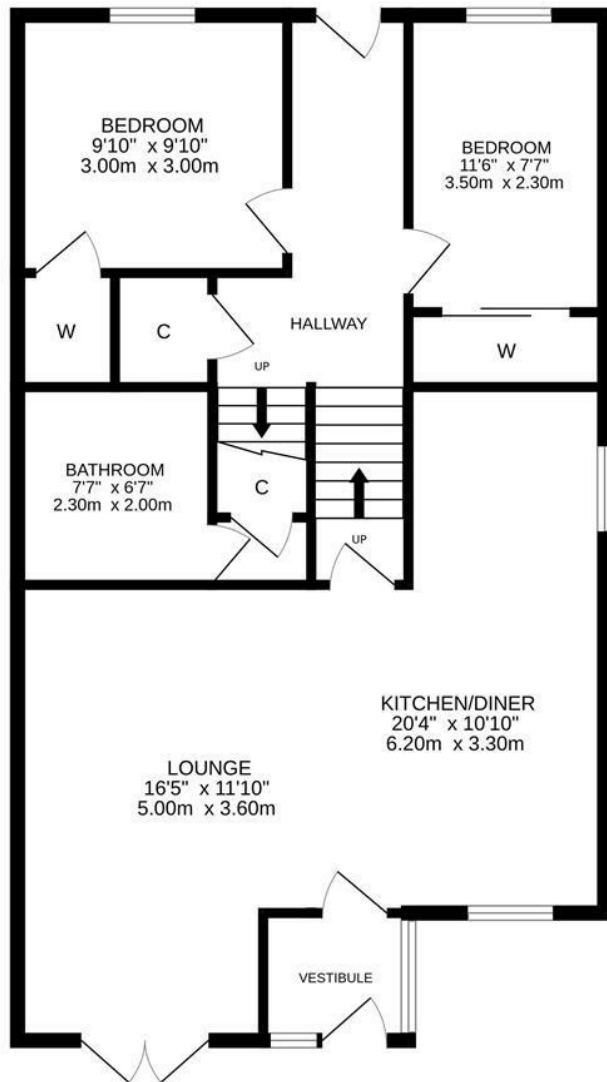 BEDROOM
9'10" x 9'10"
3.00m x 3.00m
BEDROOM
11'6" x 7'7"
3.50m x 2.30m
W
C
HALLWAY
W
UP
BATHROOM
7'7" x 6'7"
2.30m x 2.00m
C
UP
KITCHEN/DINER
20'4" x 10'10"
6.20m x 3.30m
LOUNGE
16'5" x 11'10"
5.00m x 3.60m
VESTIBULE